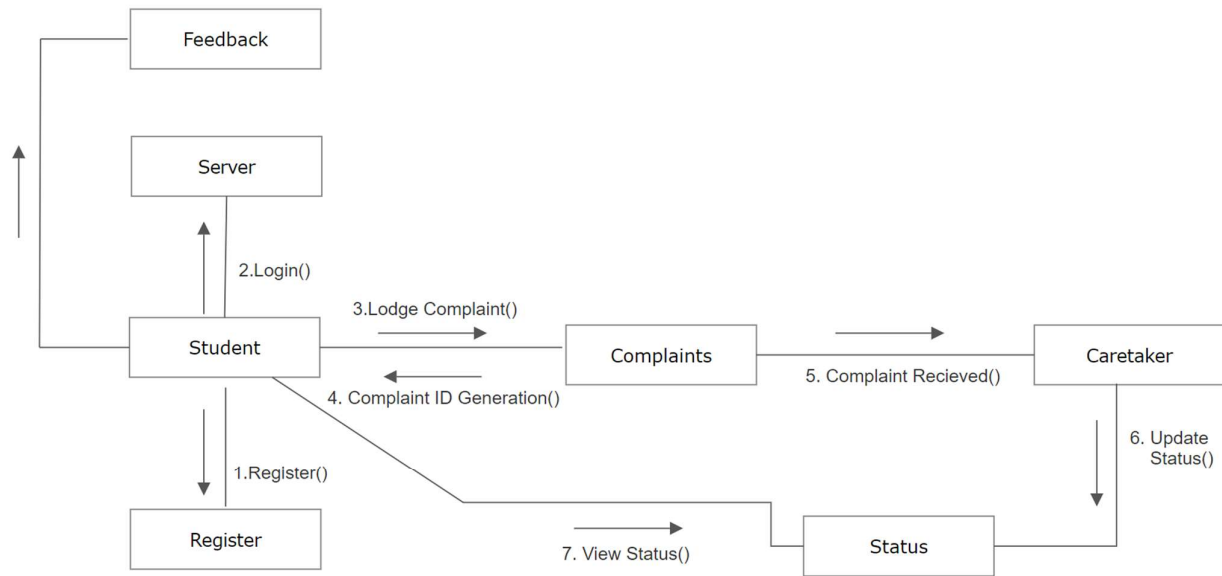 Feedback
Server
2.Login()
3.Lodge Complaint()
Student
Complaints
Caretaker
4. Complaint ID Generation()
5. Complaint Recieved()
6. Update
Status()
1.Register()
Register
7. View Status()
Status